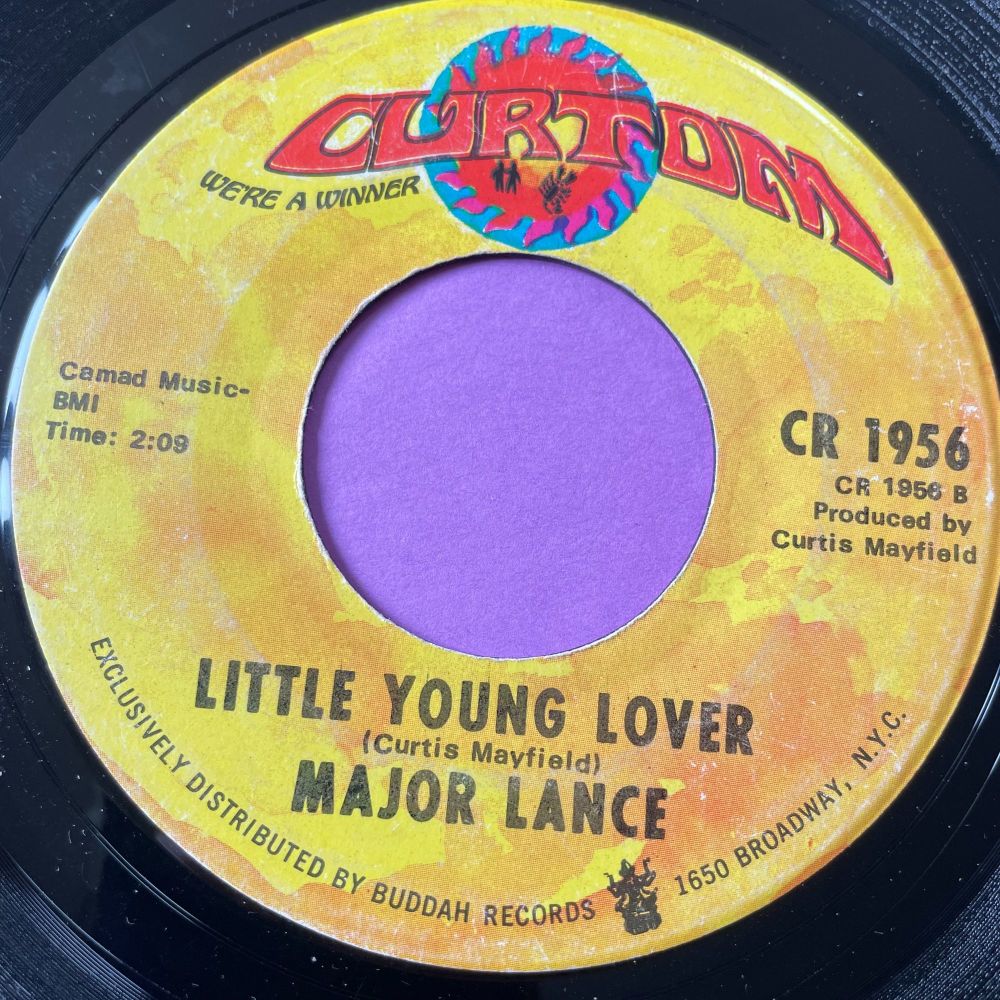 CURTOM
WE'RE A WINNER
Camad Music-
BMI
Time: 2:09
CR 1956
CR 1956 B
Produced by
Curtis Mayfield
LITTLE YOUNG LOVER
(Curtis Mayfield)
MAJOR LANCE
EXCLUSIVELY DISTRIBUTED BY BUDDAH RECORDS 1650 BROADWAY, N.Y.C.